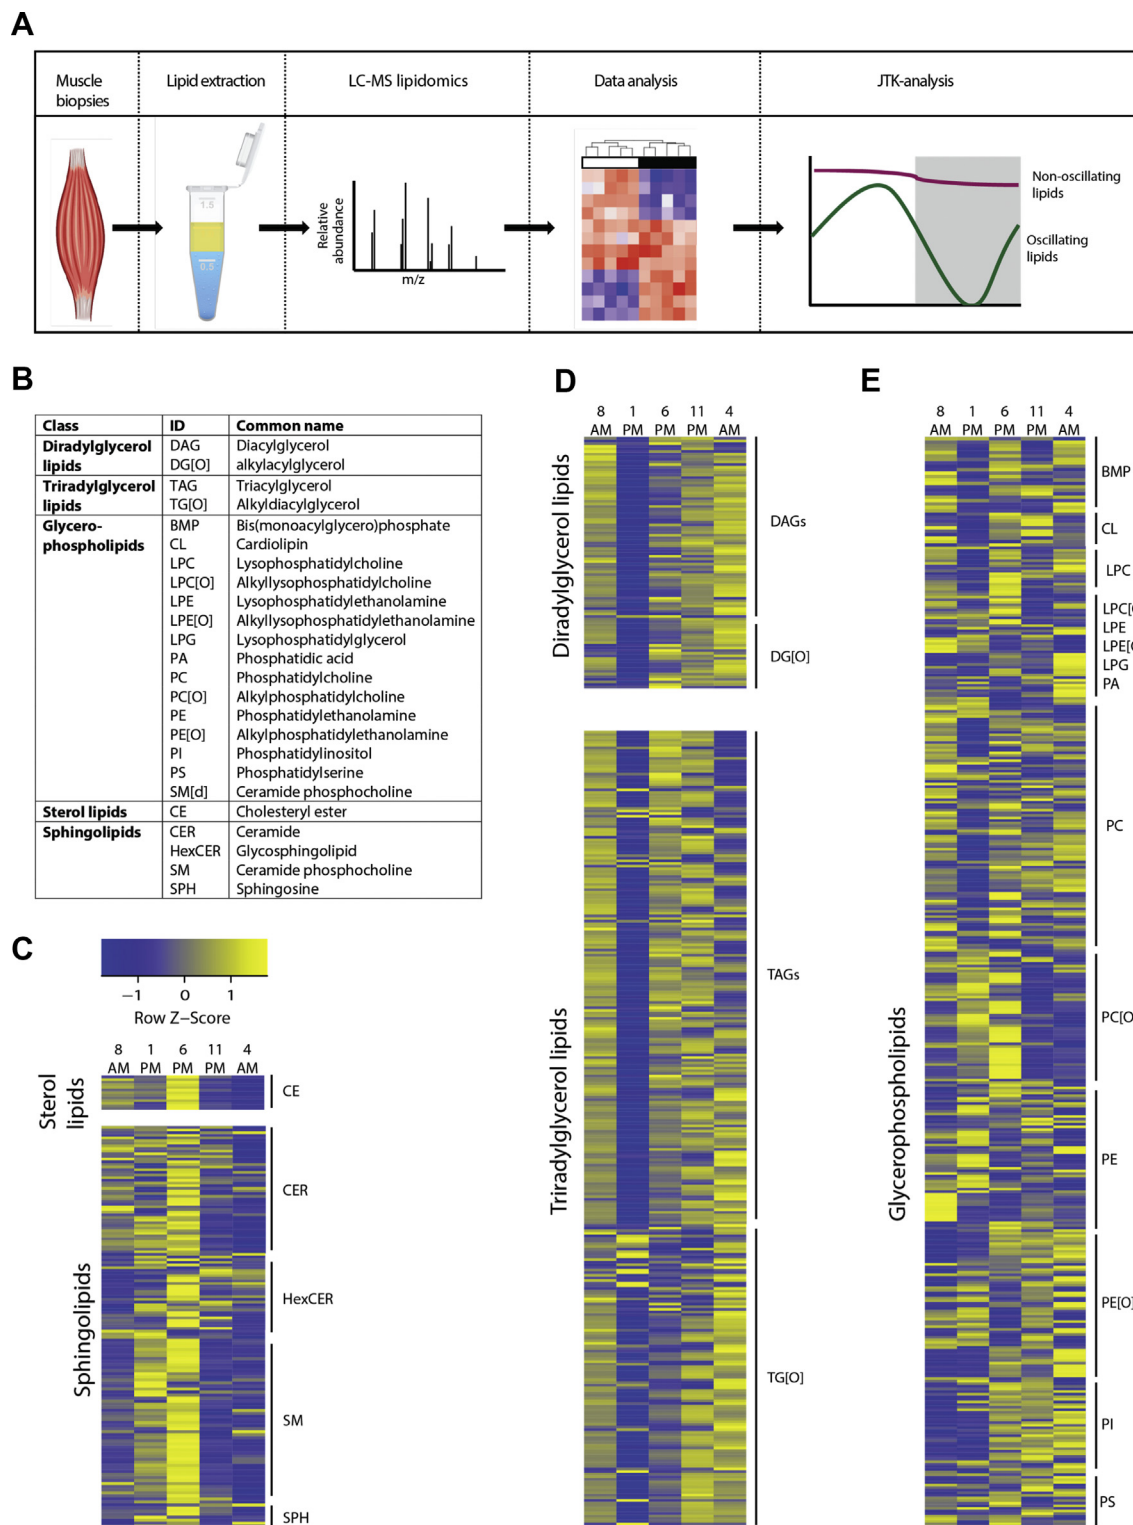 A
Muscle
biopsies
Lipid extraction
LC-MS lipidomics
Data analysis
JTK-analysis
1.5
0.5
Relative
abundance
m/z
Non-oscillating
lipids
Oscillating
lipids
B
Class ID Common name
Diradylglycerol DAG Diacylglycerol
lipids DG[O] alkylacylglycerol
Triradylglycerol TAG Triacylglycerol
lipids TG[O] Alkyldiacylglycerol
Glycero- BMP Bis(monoacylglycero)phosphate
phospholipids CL Cardiolipin
LPC Lysophosphatidylcholine
LPC[O] Alkyllysophosphatidylcholine
LPE Lysophosphatidylethanolamine
LPE[O] Alkyllysophosphatidylethanolamine
LPG Lysophosphatidylglycerol
PA Phosphatidic acid
PC Phosphatidylcholine
PC[O] Alkylphosphatidylcholine
PE Phosphatidylethanolamine
PE[O] Alkylphosphatidylethanolamine
PI Phosphatidylinositol
PS Phosphatidylserine
SM[d] Ceramide phosphocholine
Sterol lipids CE Cholesteryl ester
Sphingolipids CER Ceramide
HexCER Glycosphingolipid
SM Ceramide phosphocholine
SPH Sphingosine
C
−1 0 1
Row Z−Score
8 1 6 11 4
AM PM PM PM AM
Sterol
lipids
CE
Sphingolipids
CER
HexCER
SM
SPH
D
8 1 6 11 4
AM PM PM PM AM
Diradylglycerol lipids
DAGs
DG[O]
Triradylglycerol lipids
TAGs
TG[O]
E
8 1 6 11 4
AM PM PM PM AM
Glycerophospholipids
BMP
CL
LPC
LPC[O
LPE
LPE[O
LPG
PA
PC
PC[O
PE
PE[O]
PI
PS